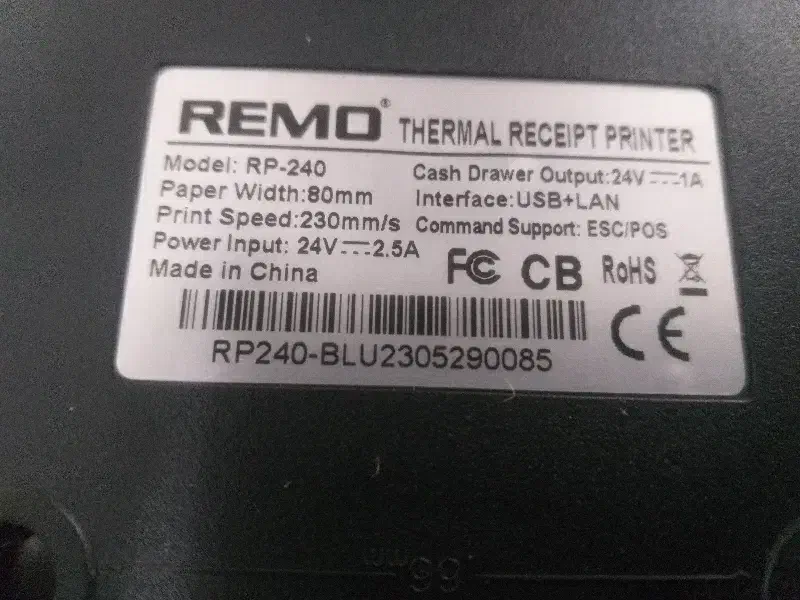 REMO® THERMAL RECEIPT PRINTER
Model: RP-240
Paper Width:80mm
Print Speed:230mm/s
Power Input: 24V⎓2.5A
Made in China
Cash Drawer Output:24V⎓1A
Interface:USB+LAN
Command Support: ESC/POS
FC CB RoHS
CE
RP240-BLU2305290085